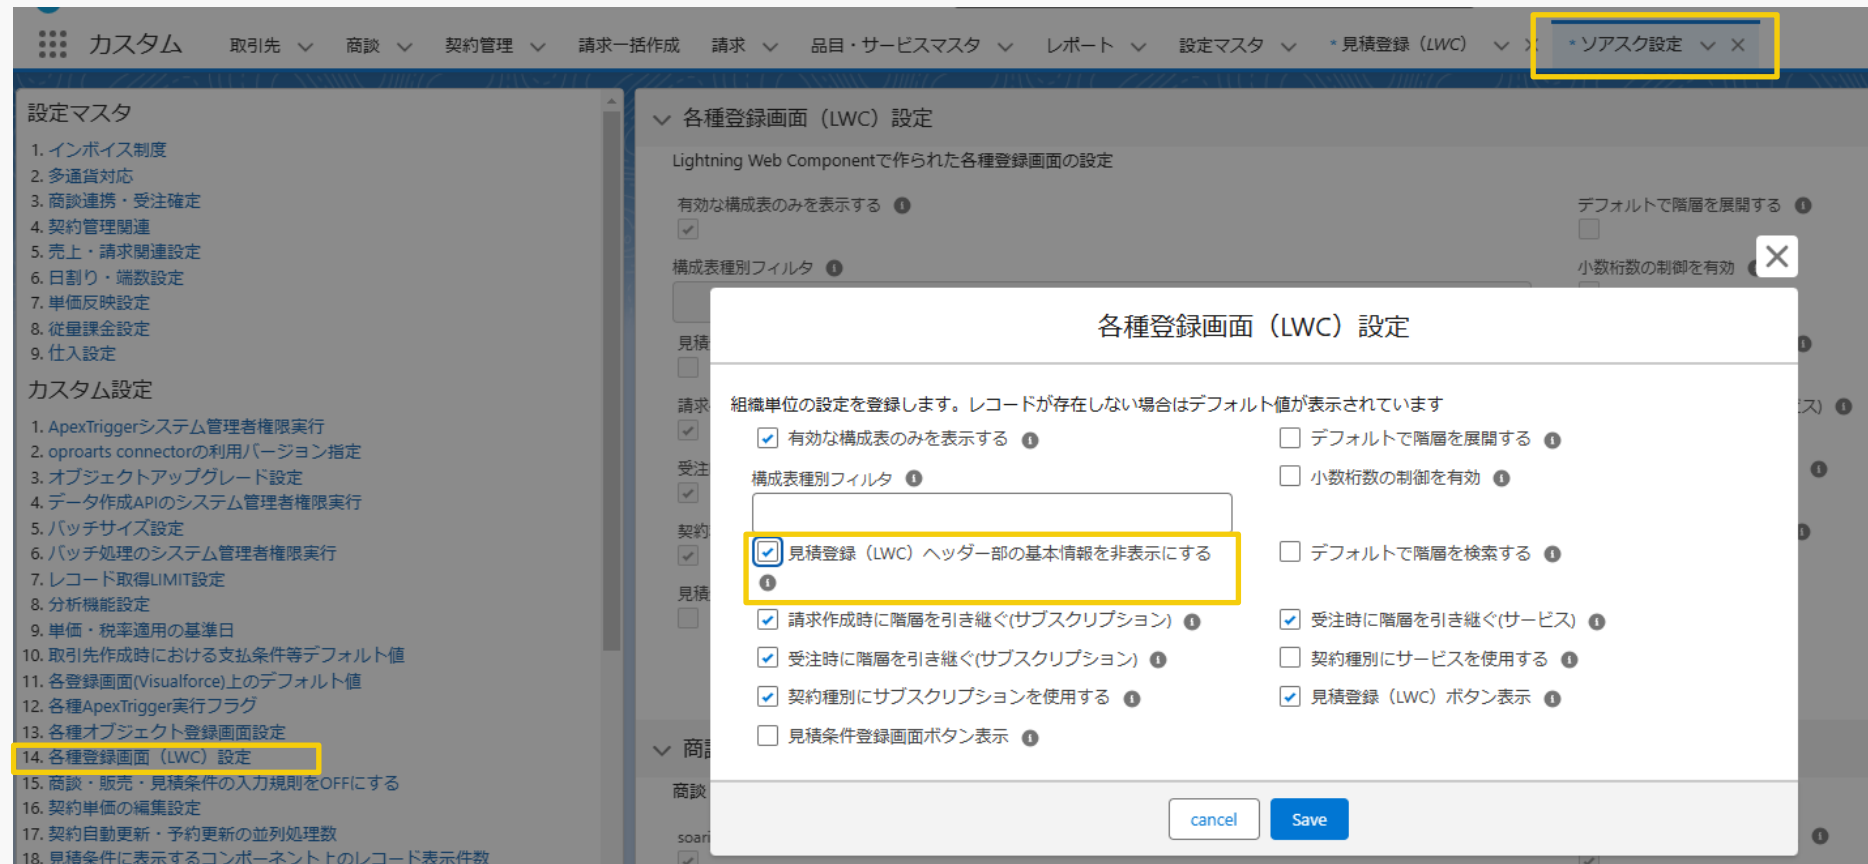 カスタム 取引先 商談 契約管理 請求一括作成 請求 品目・サービスマスタ レポート 設定マスタ * 見積登録（LWC） * ソアスク設定
設定マスタ
1. インボイス制度
2. 多通貨対応
3. 商談連携・受注確定
4. 契約管理関連
5. 売上・請求関連設定
6. 日割り・端数設定
7. 単価反映設定
8. 従量課金設定
9. 仕入設定
カスタム設定
1. ApexTriggerシステム管理者権限実行
2. oproarts connectorの利用バージョン指定
3. オブジェクトアップグレード設定
4. データ作成APIのシステム管理者権限実行
5. バッチサイズ設定
6. バッチ処理のシステム管理者権限実行
7. レコード取得LIMIT設定
8. 分析機能設定
9. 単価・税率適用の基準日
10. 取引先作成時における支払条件等デフォルト値
11. 各登録画面(Visualforce)上のデフォルト値
12. 各種ApexTrigger実行フラグ
13. 各種オブジェクト登録画面設定
14. 各種登録画面（LWC）設定
15. 商談・販売・見積条件の入力規則をOFFにする
16. 契約単価の編集設定
17. 契約自動更新・予約更新の並列処理数
18. 見積条件に表示するコンポーネント上のレコード表示件数
各種登録画面（LWC）設定
Lightning Web Componentで作られた各種登録画面の設定
有効な構成表のみを表示する
デフォルトで階層を展開する
構成表種別フィルタ
小数桁数の制御を有効
見積
請求
ス)
受注
契約
見積
商談
商談
soari
各種登録画面（LWC）設定
組織単位の設定を登録します。レコードが存在しない場合はデフォルト値が表示されています
有効な構成表のみを表示する
デフォルトで階層を展開する
構成表種別フィルタ
小数桁数の制御を有効
見積登録（LWC）ヘッダー部の基本情報を非表示にする
デフォルトで階層を検索する
請求作成時に階層を引き継ぐ(サブスクリプション)
受注時に階層を引き継ぐ(サービス)
受注時に階層を引き継ぐ(サブスクリプション)
契約種別にサービスを使用する
契約種別にサブスクリプションを使用する
見積登録（LWC）ボタン表示
見積条件登録画面ボタン表示
cancel
Save